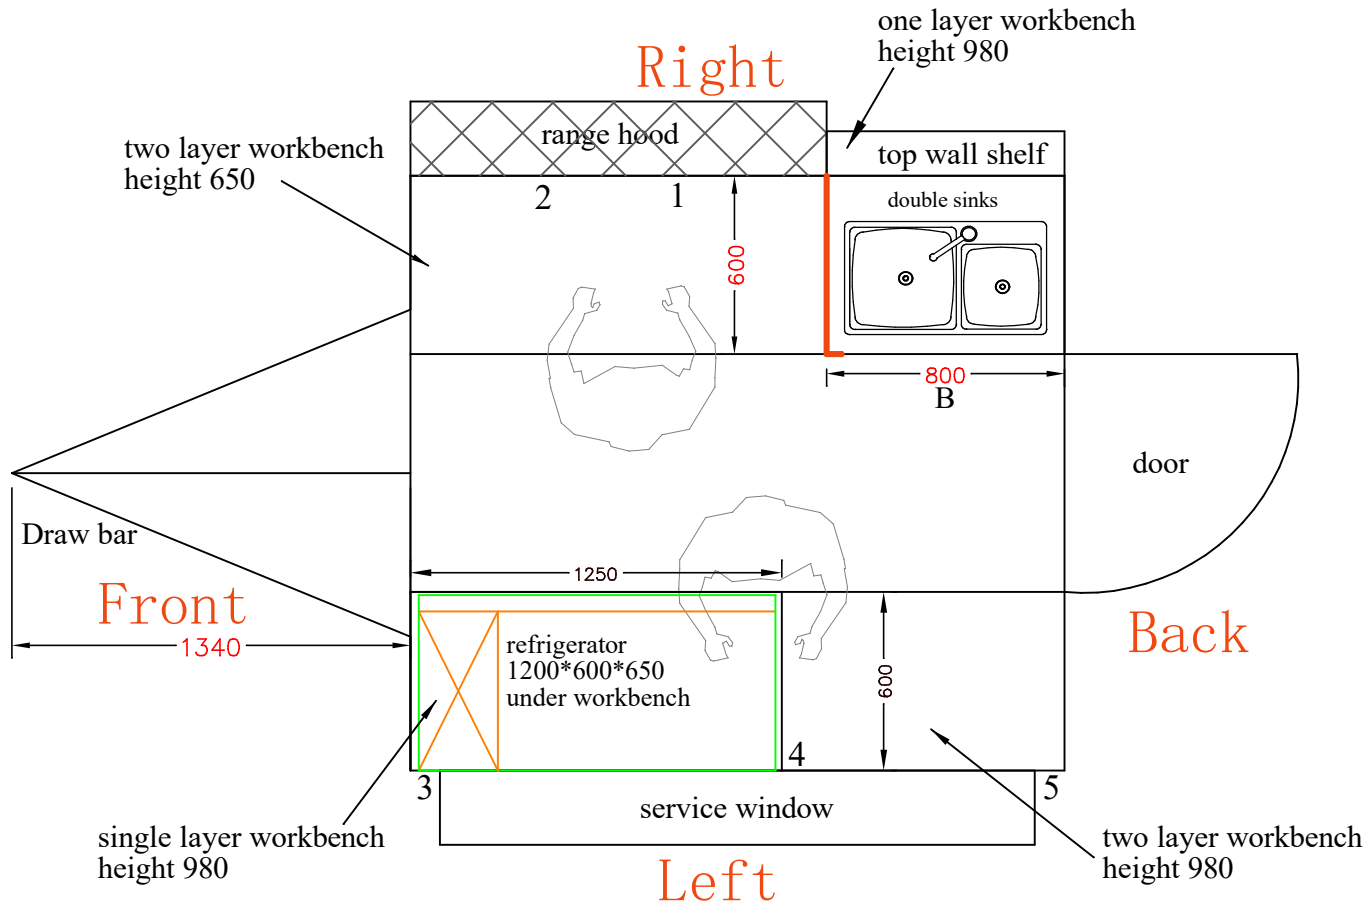 one layer workbench
height 980
Right
range hood
top wall shelf
two layer workbench
height 650
2
1
double sinks
600
800
B
door
Draw bar
1250
Front
Back
1340
refrigerator
1200*600*650
under workbench
600
4
3
5
service window
single layer workbench
height 980
two layer workbench
height 980
Left